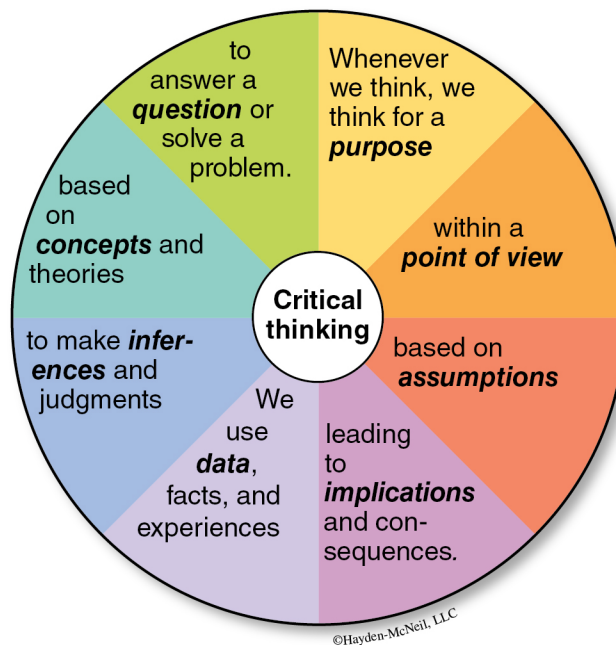 Critical
thinking
Whenever
we think, we
think for a
purpose
within a
point of view
based on
assumptions
leading
to
implications
and con-
sequences.
We
use
data,
facts, and
experiences
to make infer-
ences and
judgments
based
on
concepts and
theories
to
answer a
question or
solve a
problem.
©Hayden-McNeil, LLC